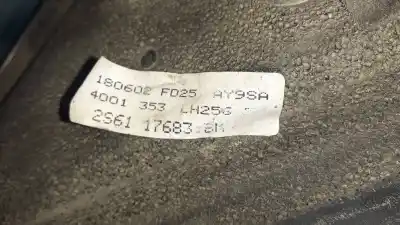 180602 FD25 AY9SA
4001 353 LH25G
2S61 17683 BM